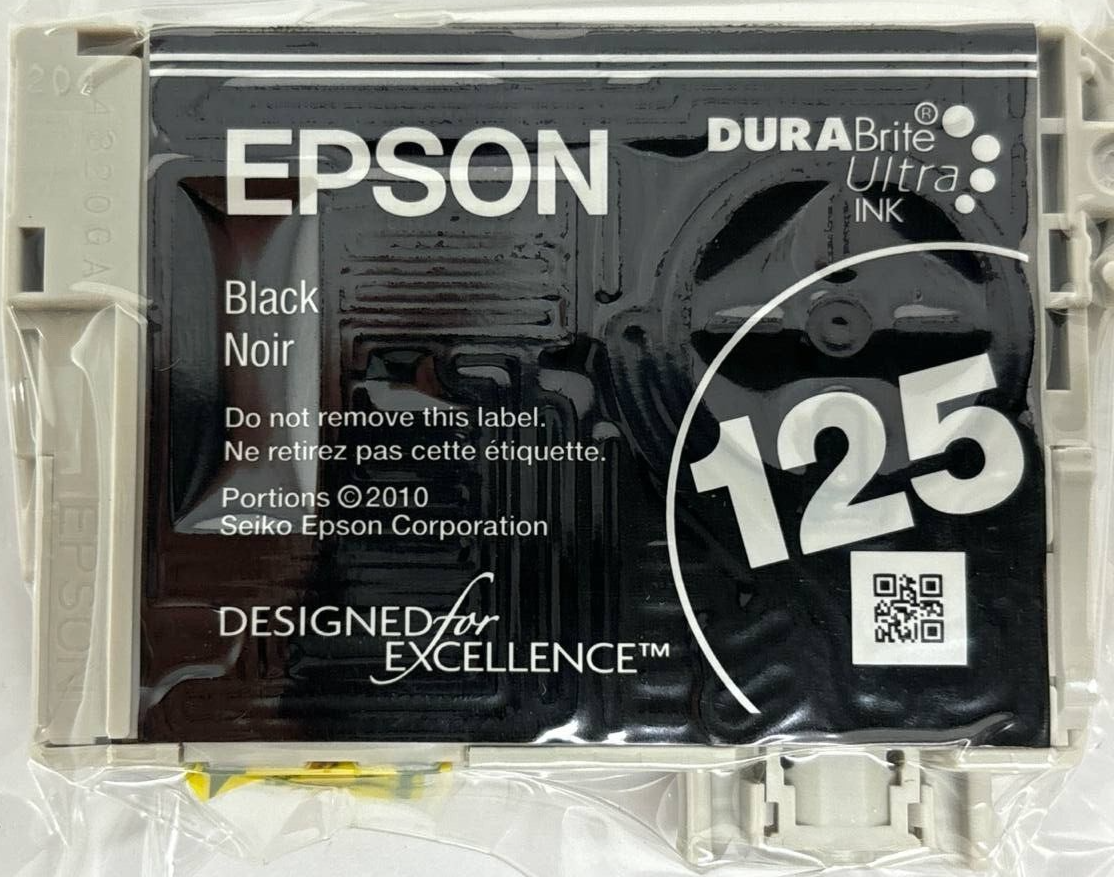 EPSON
DURABrite®
Ultra
INK
Black
Noir
125
Do not remove this label.
Ne retirez pas cette étiquette.
Portions ©2010
Seiko Epson Corporation
DESIGNED for
EXCELLENCE™
EPSON